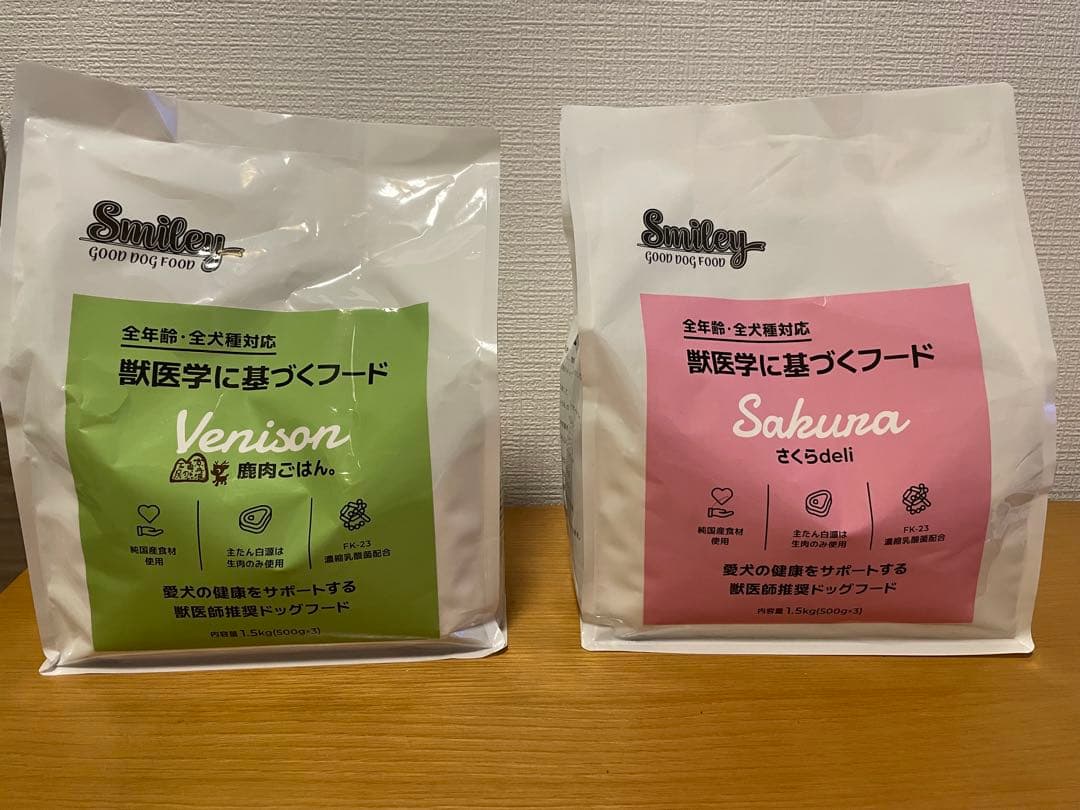 Smiley
GOOD DOG FOOD
全年齢・全犬種対応
獣医学に基づくフード
Venison
鹿肉ごはん。
純国産食材
使用
主たん白源は
生肉のみ使用
FK-23
濃縮乳酸菌配合
愛犬の健康をサポートする
獣医師推奨ドッグフード
内容量 1.5kg(500g×3)
Smiley
GOOD DOG FOOD
全年齢・全犬種対応
獣医学に基づくフード
Sakura
さくらdeli
純国産食材
使用
主たん白源は
生肉のみ使用
FK-23
濃縮乳酸菌配合
愛犬の健康をサポートする
獣医師推奨ドッグフード
内容量 1.5kg(500g×3)